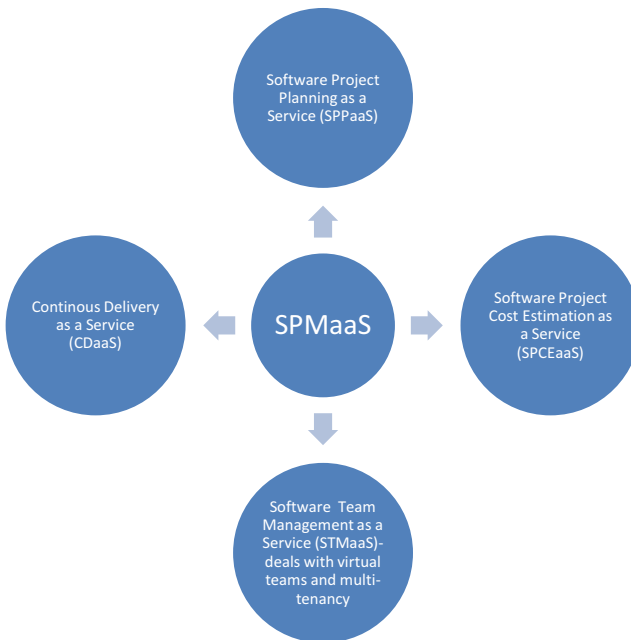 Software Project
Planning as a
Service (SPPaaS)
Continous Delivery
as a Service
(CDaaS)
SPMaaS
Software Project
Cost Estimation as
a Service
(SPCEaaS)
Software  Team
Management as a
Service (STMaaS)-
deals with virtual
teams and multi-
tenancy